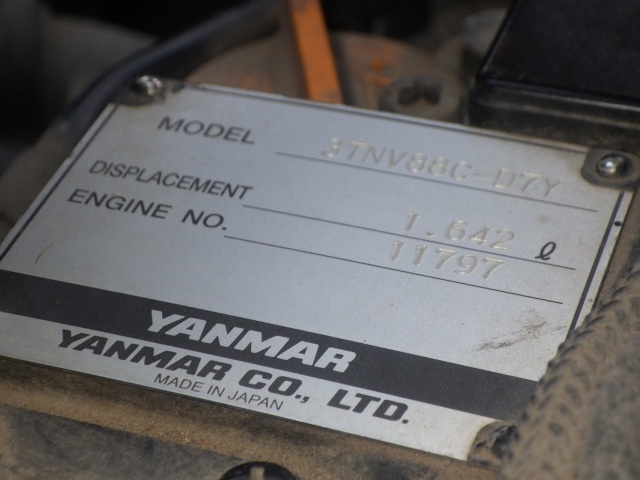 MODEL 3TNV88C-D7Y
DISPLACEMENT 1.642 ℓ
ENGINE NO. 11797
YANMAR
YANMAR CO., LTD.
MADE IN JAPAN